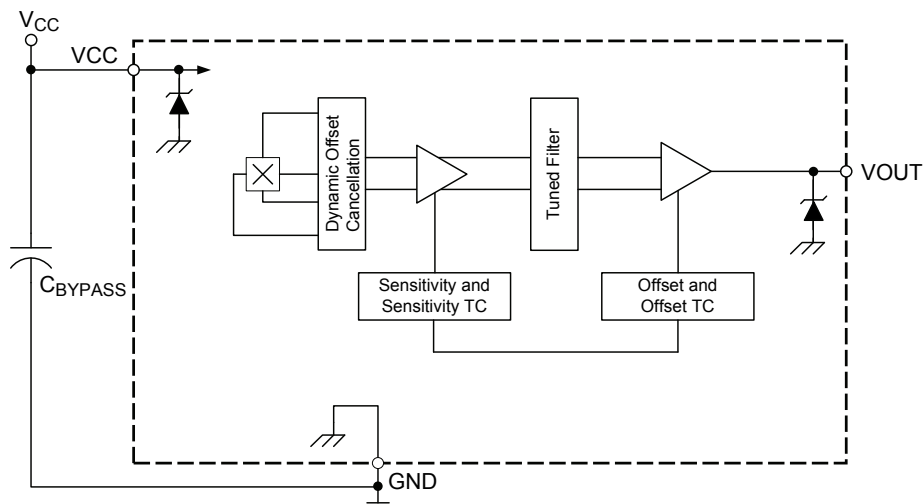 VCC
VCC
Dynamic Offset
Cancellation
Tuned Filter
VOUT
CBYPASS
Sensitivity and
Sensitivity TC
Offset and
Offset TC
GND